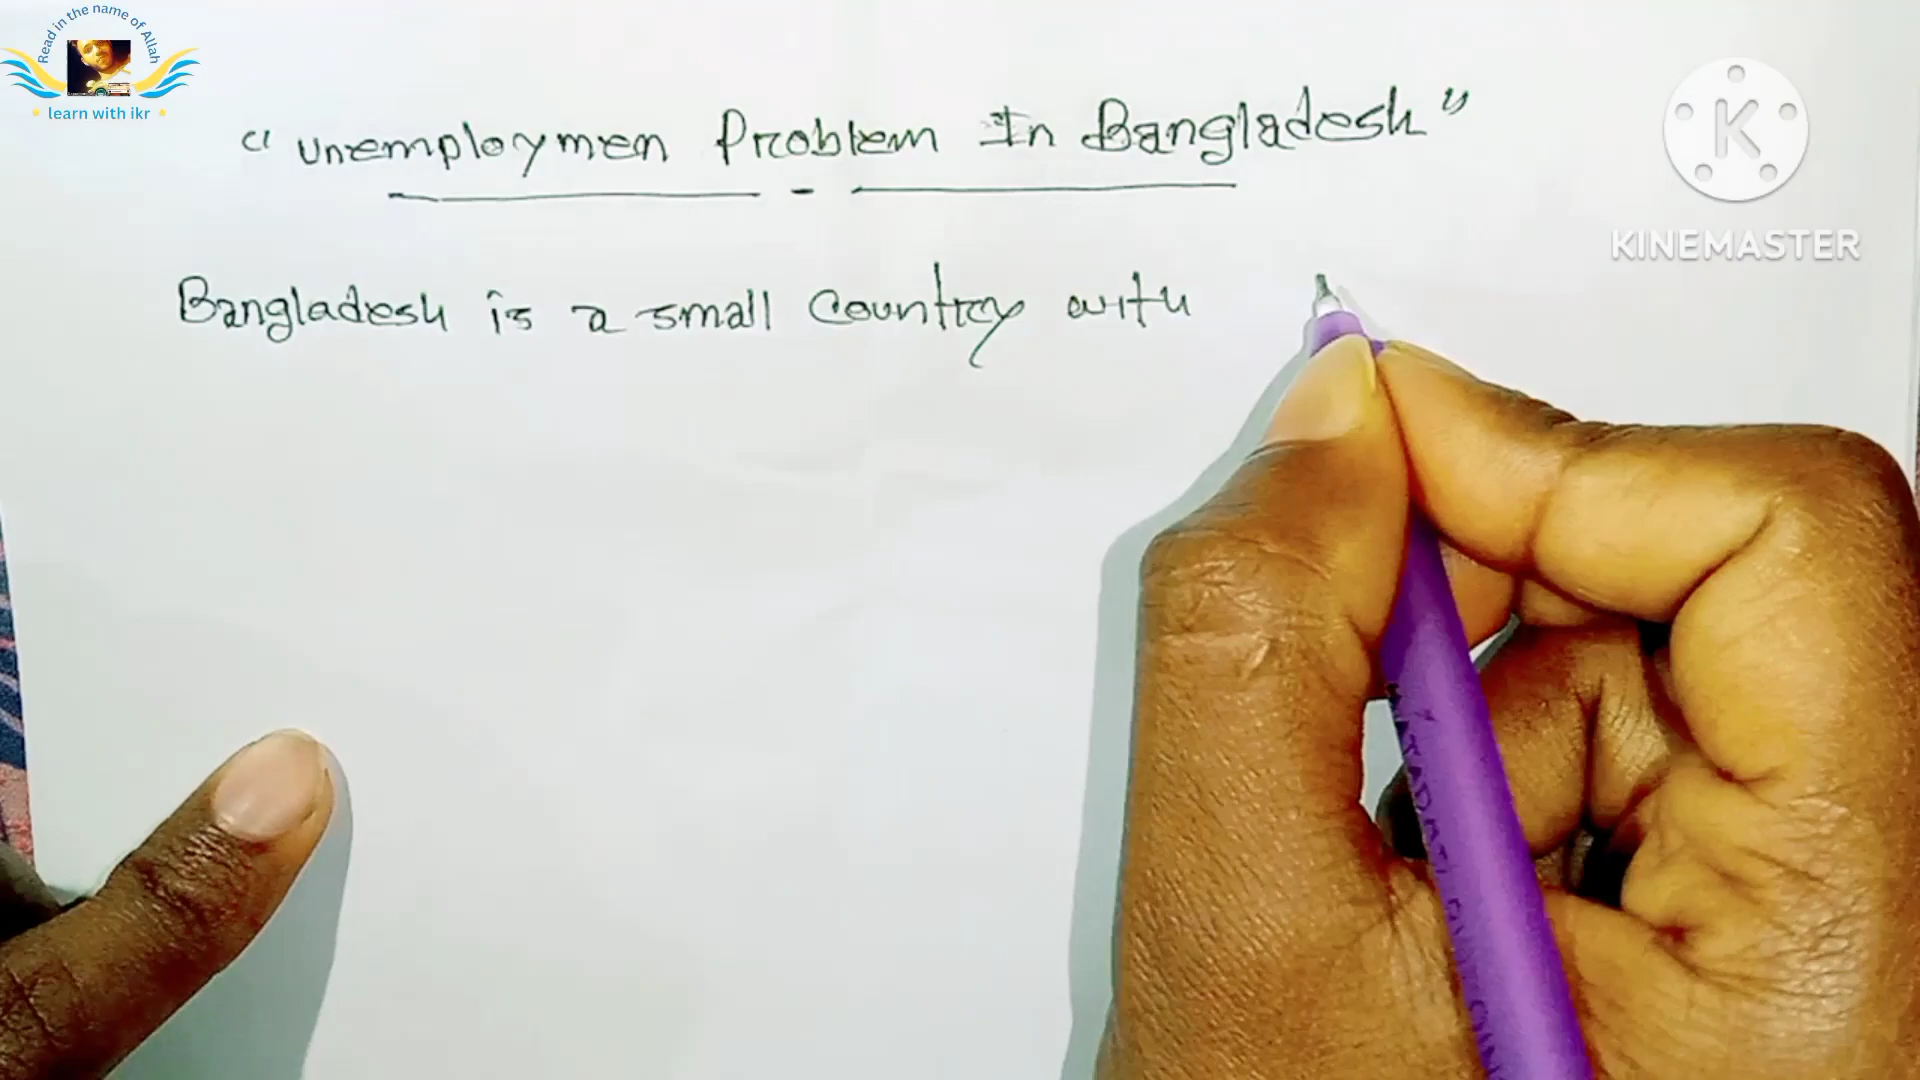 Read in the name of Allah
learn with ikr
"Unemploymen Problem In Bangladesh"
KINEMASTER
Bangladesh is a small Country with